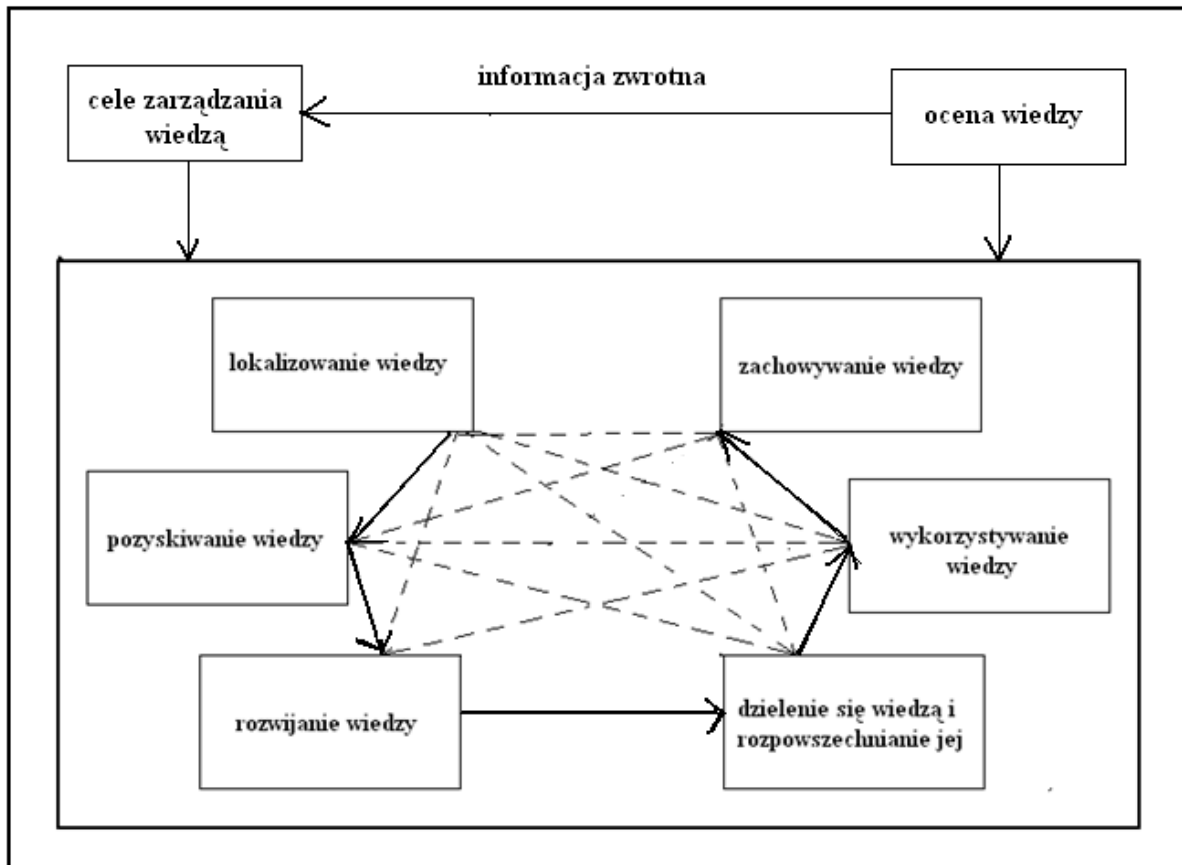 informacja zwrotna
cele zarządzania
wiedzą
ocena wiedzy
lokalizowanie wiedzy
zachowywanie wiedzy
pozyskiwanie wiedzy
wykorzystywanie
wiedzy
rozwijanie wiedzy
dzielenie się wiedzą i
rozpowszechnianie jej